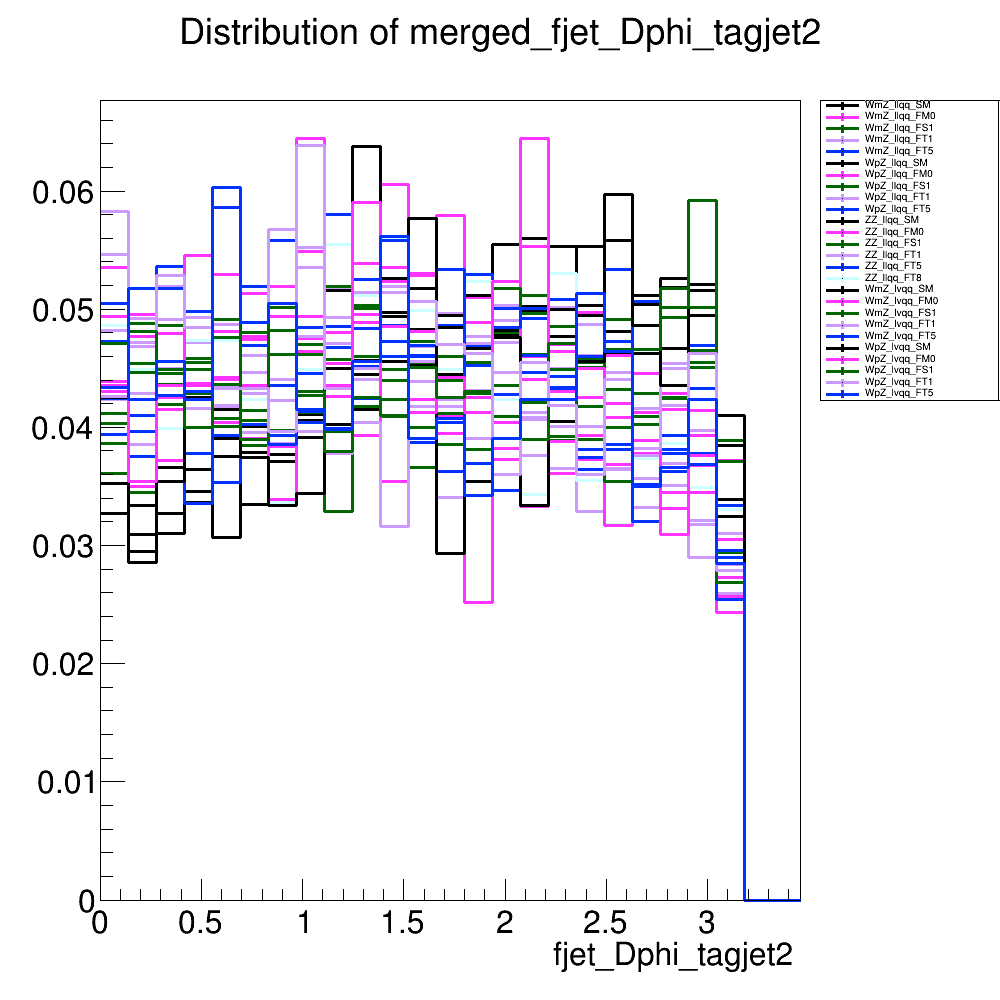 Distribution of merged_fjet_Dphi_tagjet2
WmZ_llqq_SM
WmZ_llqq_FM0
WmZ_llqq_FS1
WmZ_llqq_FT1
WmZ_llqq_FT5
WpZ_llqq_SM
WpZ_llqq_FM0
WpZ_llqq_FS1
WpZ_llqq_FT1
WpZ_llqq_FT5
ZZ_llqq_SM
ZZ_llqq_FM0
ZZ_llqq_FS1
ZZ_llqq_FT1
ZZ_llqq_FT5
ZZ_llqq_FT8
WmZ_lvqq_SM
WmZ_lvqq_FM0
WmZ_lvqq_FS1
WmZ_lvqq_FT1
WmZ_lvqq_FT5
WpZ_lvqq_SM
WpZ_lvqq_FM0
WpZ_lvqq_FS1
WpZ_lvqq_FT1
WpZ_lvqq_FT5
0.06
0.05
0.04
0.03
0.02
0.01
0
0 0.5 1 1.5 2 2.5 3
fjet_Dphi_tagjet2